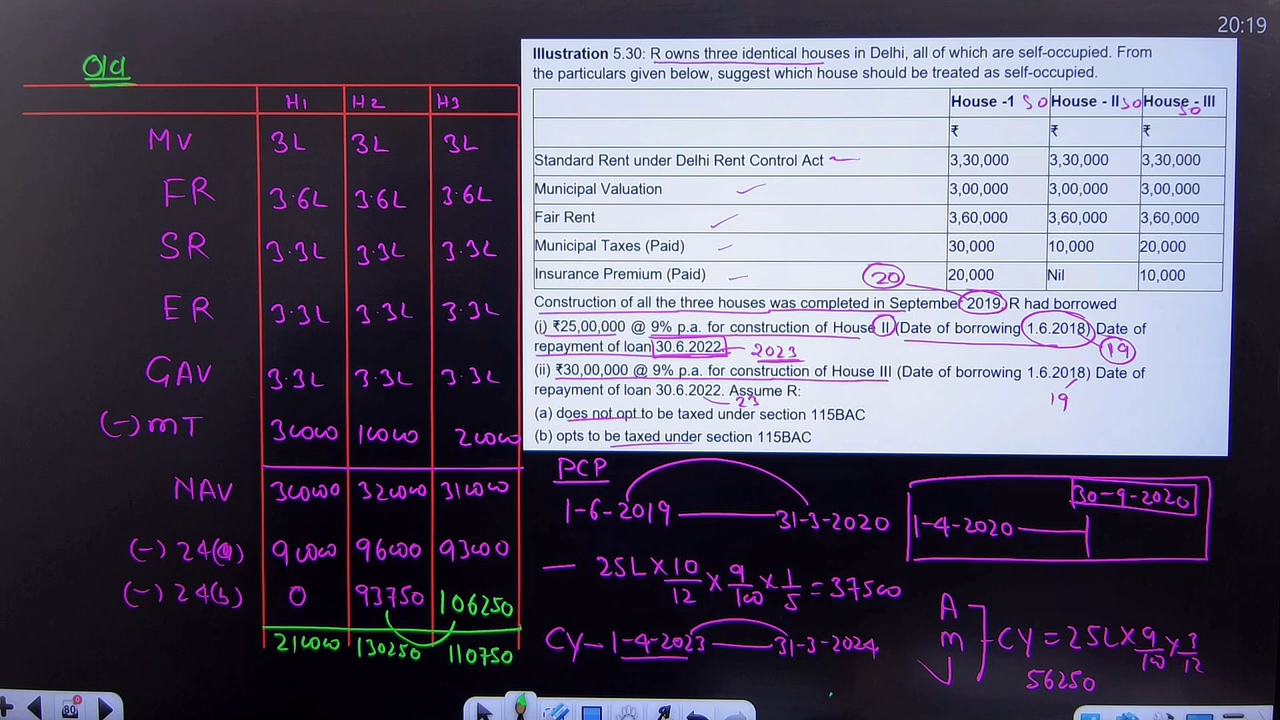 20:19
Old
H1 H2 H3
MV 3L 3L 3L
FR 3.6L 3.6L 3.6L
SR 3.3L 3.3L 3.3L
ER 3.3L 3.3L 3.3L
GAV 3.3L 3.3L 3.3L
(-) MT 30000 10000 20000
NAV 300000 320000 310000
(-) 24(a) 90000 96000 93000
(-) 24(b) 0 93750 106250
210000 130250 110750
Illustration 5.30: R owns three identical houses in Delhi, all of which are self-occupied. From
the particulars given below, suggest which house should be treated as self-occupied.
House -1 SO House - II SO House - III SO
₹ ₹ ₹
Standard Rent under Delhi Rent Control Act 3,30,000 3,30,000 3,30,000
Municipal Valuation 3,00,000 3,00,000 3,00,000
Fair Rent 3,60,000 3,60,000 3,60,000
Municipal Taxes (Paid) 30,000 10,000 20,000
Insurance Premium (Paid) 20,000 Nil 10,000
20
Construction of all the three houses was completed in September 2019. R had borrowed
(i) ₹25,00,000 @ 9% p.a. for construction of House II (Date of borrowing 1.6.2018) Date of
repayment of loan 30.6.2022. 2023 19
(ii) ₹30,00,000 @ 9% p.a. for construction of House III (Date of borrowing 1.6.2018) Date of
repayment of loan 30.6.2022. Assume R:
23 19
(a) does not opt to be taxed under section 115BAC
(b) opts to be taxed under section 115BAC
PCP
1-6-2019 — 31-3-2020
30-9-2020
1-4-2020 —
— 25L × 10/12 × 9/100 × 1/5 = 37500
CY — 1-4-2023 — 31-3-2024
A
M
J
CY = 25L × 9/10 × 3/12
56250
80